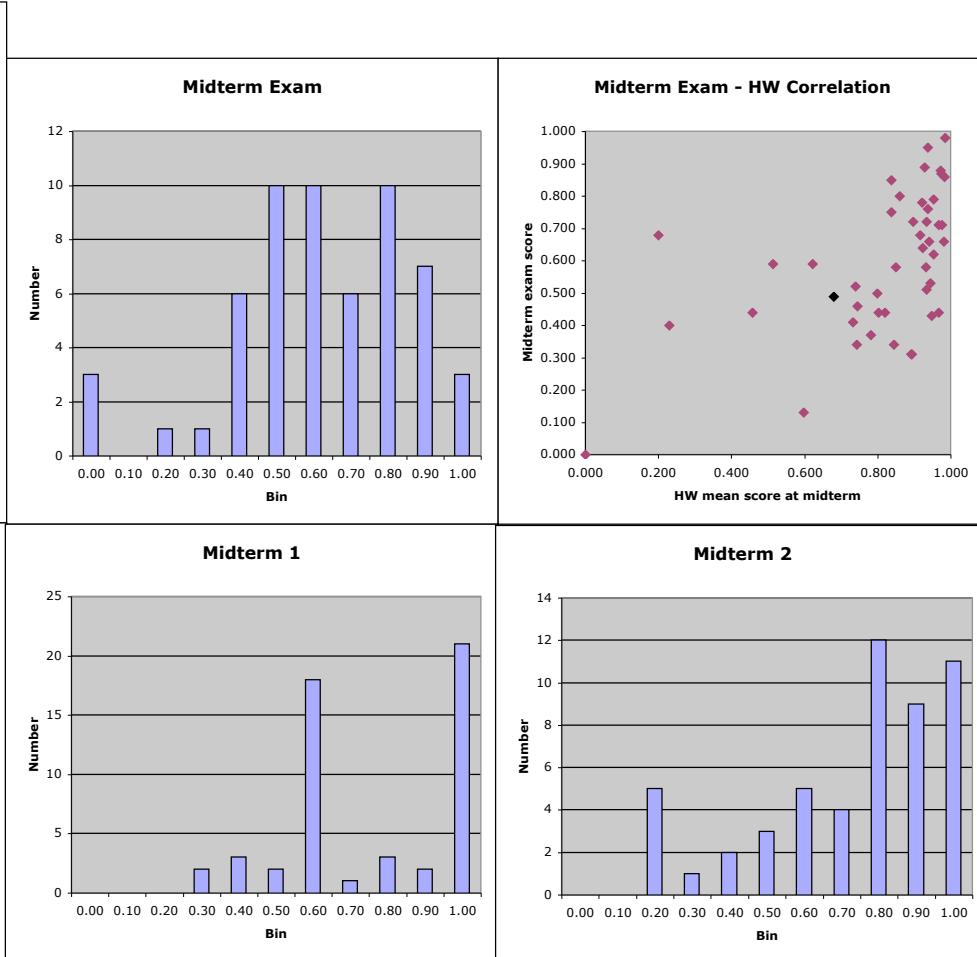 Midterm Exam
12
10
8
6
4
2
0
Number
0.00 0.10 0.20 0.30 0.40 0.50 0.60 0.70 0.80 0.90 1.00
Bin
Midterm Exam - HW Correlation
1.000
0.900
0.800
0.700
0.600
0.500
0.400
0.300
0.200
0.100
0.000
Midterm exam score
0.000 0.200 0.400 0.600 0.800 1.000
HW mean score at midterm
Midterm 1
25
20
15
10
5
0
Number
0.00 0.10 0.20 0.30 0.40 0.50 0.60 0.70 0.80 0.90 1.00
Bin
Midterm 2
14
12
10
8
6
4
2
0
Number
0.00 0.10 0.20 0.30 0.40 0.50 0.60 0.70 0.80 0.90 1.00
Bin